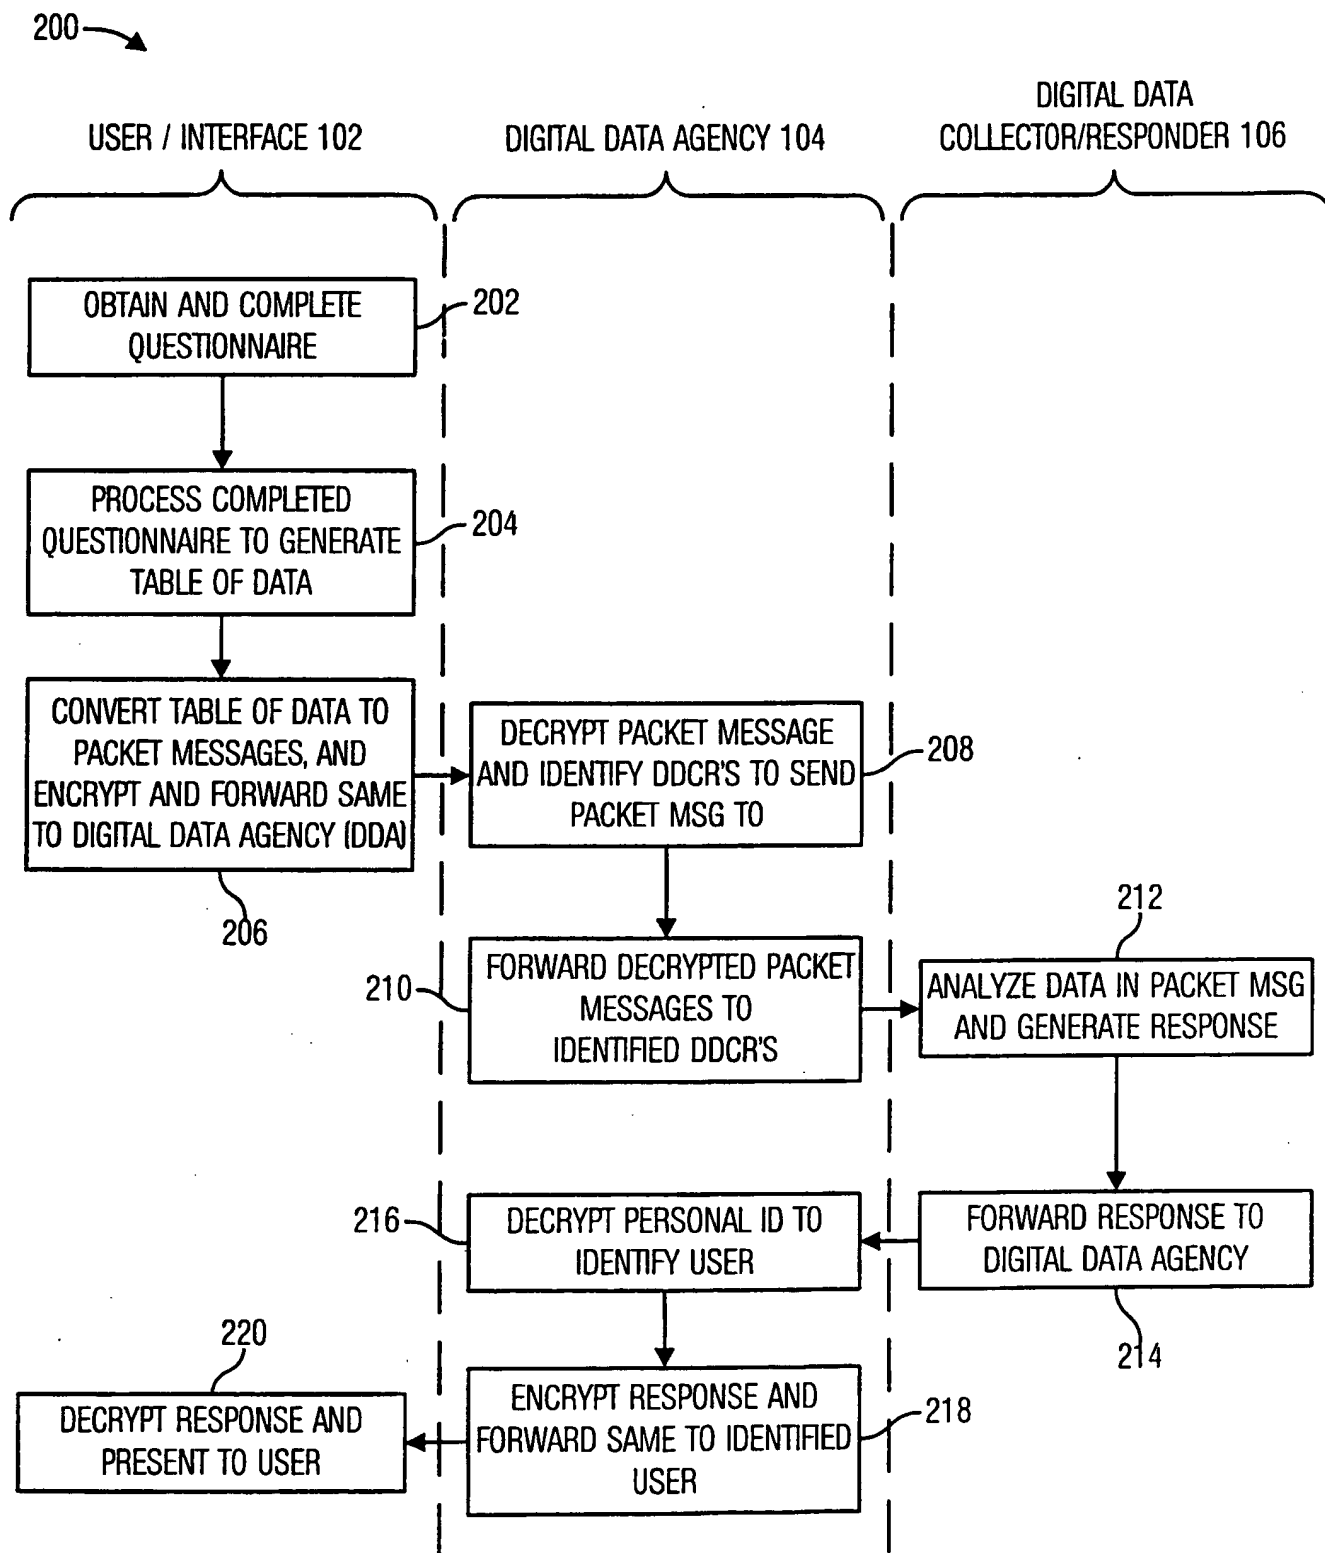 200
USER / INTERFACE 102
DIGITAL DATA AGENCY 104
DIGITAL DATA
COLLECTOR/RESPONDER 106
OBTAIN AND COMPLETE
QUESTIONNAIRE
202
PROCESS COMPLETED
QUESTIONNAIRE TO GENERATE
TABLE OF DATA
204
CONVERT TABLE OF DATA TO
PACKET MESSAGES, AND
ENCRYPT AND FORWARD SAME
TO DIGITAL DATA AGENCY (DDA)
206
DECRYPT PACKET MESSAGE
AND IDENTIFY DDCR'S TO SEND
PACKET MSG TO
208
FORWARD DECRYPTED PACKET
MESSAGES TO
IDENTIFIED DDCR'S
210
212
ANALYZE DATA IN PACKET MSG
AND GENERATE RESPONSE
FORWARD RESPONSE TO
DIGITAL DATA AGENCY
214
216
DECRYPT PERSONAL ID TO
IDENTIFY USER
ENCRYPT RESPONSE AND
FORWARD SAME TO IDENTIFIED
USER
218
220
DECRYPT RESPONSE AND
PRESENT TO USER